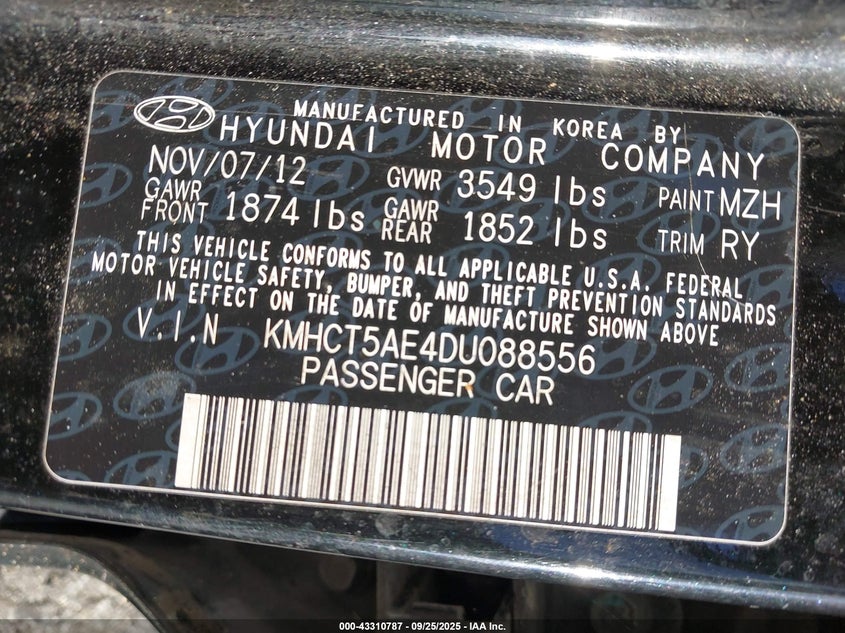 MANUFACTURED IN KOREA BY
HYUNDAI MOTOR COMPANY
NOV/07/12 GVWR 3549 lbs PAINT MZH
GAWR FRONT 1874 lbs GAWR REAR 1852 lbs TRIM RY
THIS VEHICLE CONFORMS TO ALL APPLICABLE U.S.A. FEDERAL
MOTOR VEHICLE SAFETY, BUMPER, AND THEFT PREVENTION STANDARDS
IN EFFECT ON THE DATE OF MANUFACTURE SHOWN ABOVE
V.I.N KMHCT5AE4DU088556
PASSENGER CAR
000-43310787 - 09/25/2025 - IAA Inc.